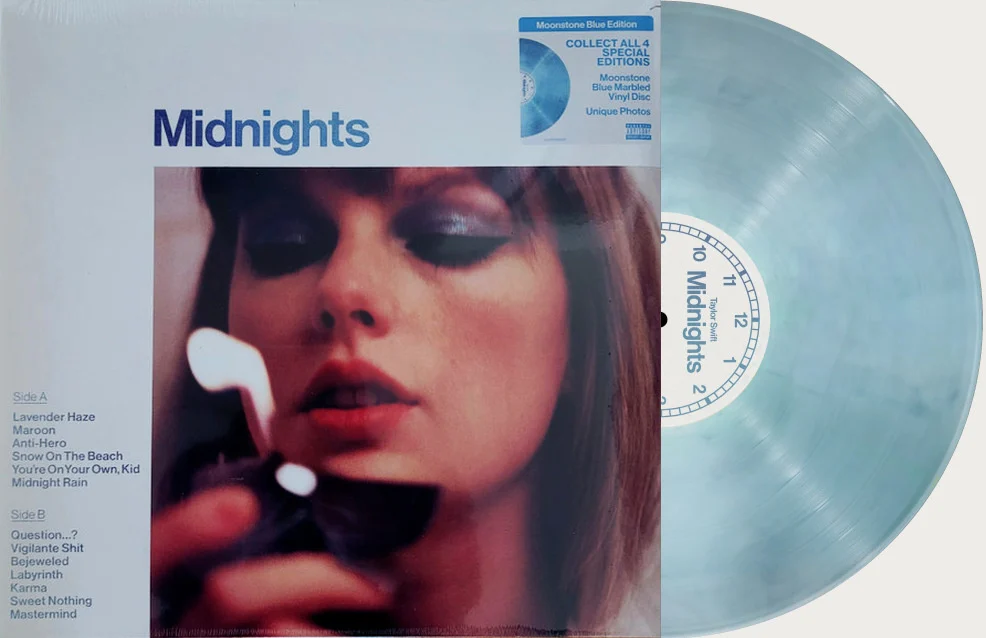 Moonstone Blue Edition
COLLECT ALL 4
SPECIAL
EDITIONS
Moonstone
Blue Marbled
Vinyl Disc
Unique Photos
Midnights
Side A
Lavender Haze
Maroon
Anti-Hero
Snow On The Beach
You're On Your Own, Kid
Midnight Rain
Side B
Question...?
Vigilante Shit
Bejeweled
Labyrinth
Karma
Sweet Nothing
Mastermind
10
11
12
1
2
Taylor Swift
Midnights